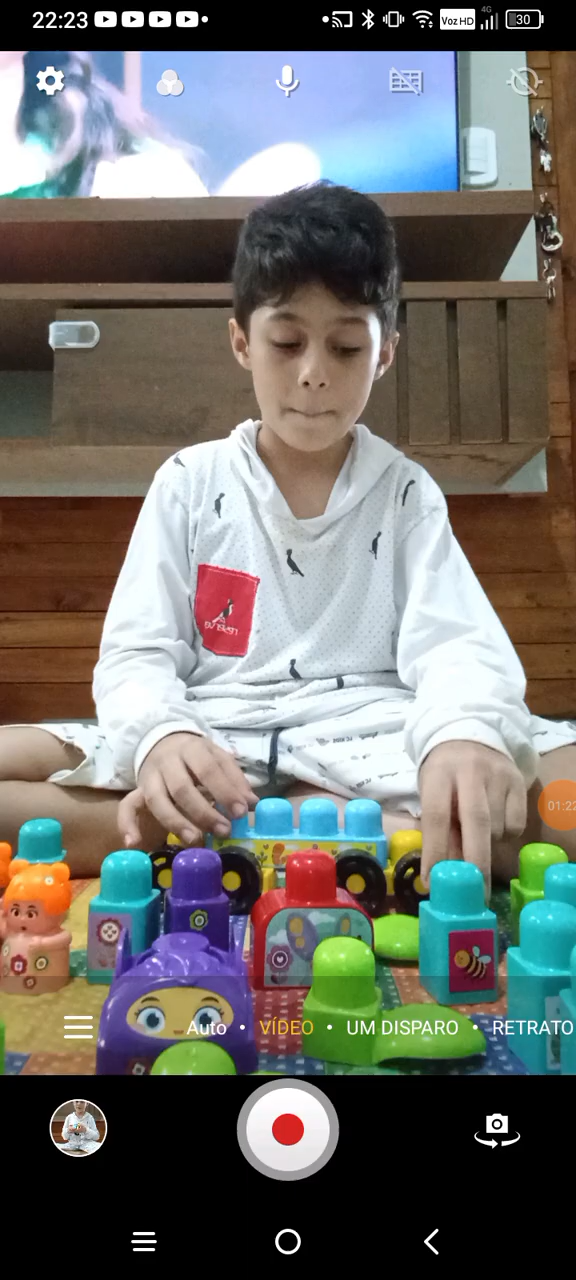 22:23
Voz HD 4G 30
01:22
Auto • VÍDEO • UM DISPARO • RETRATO